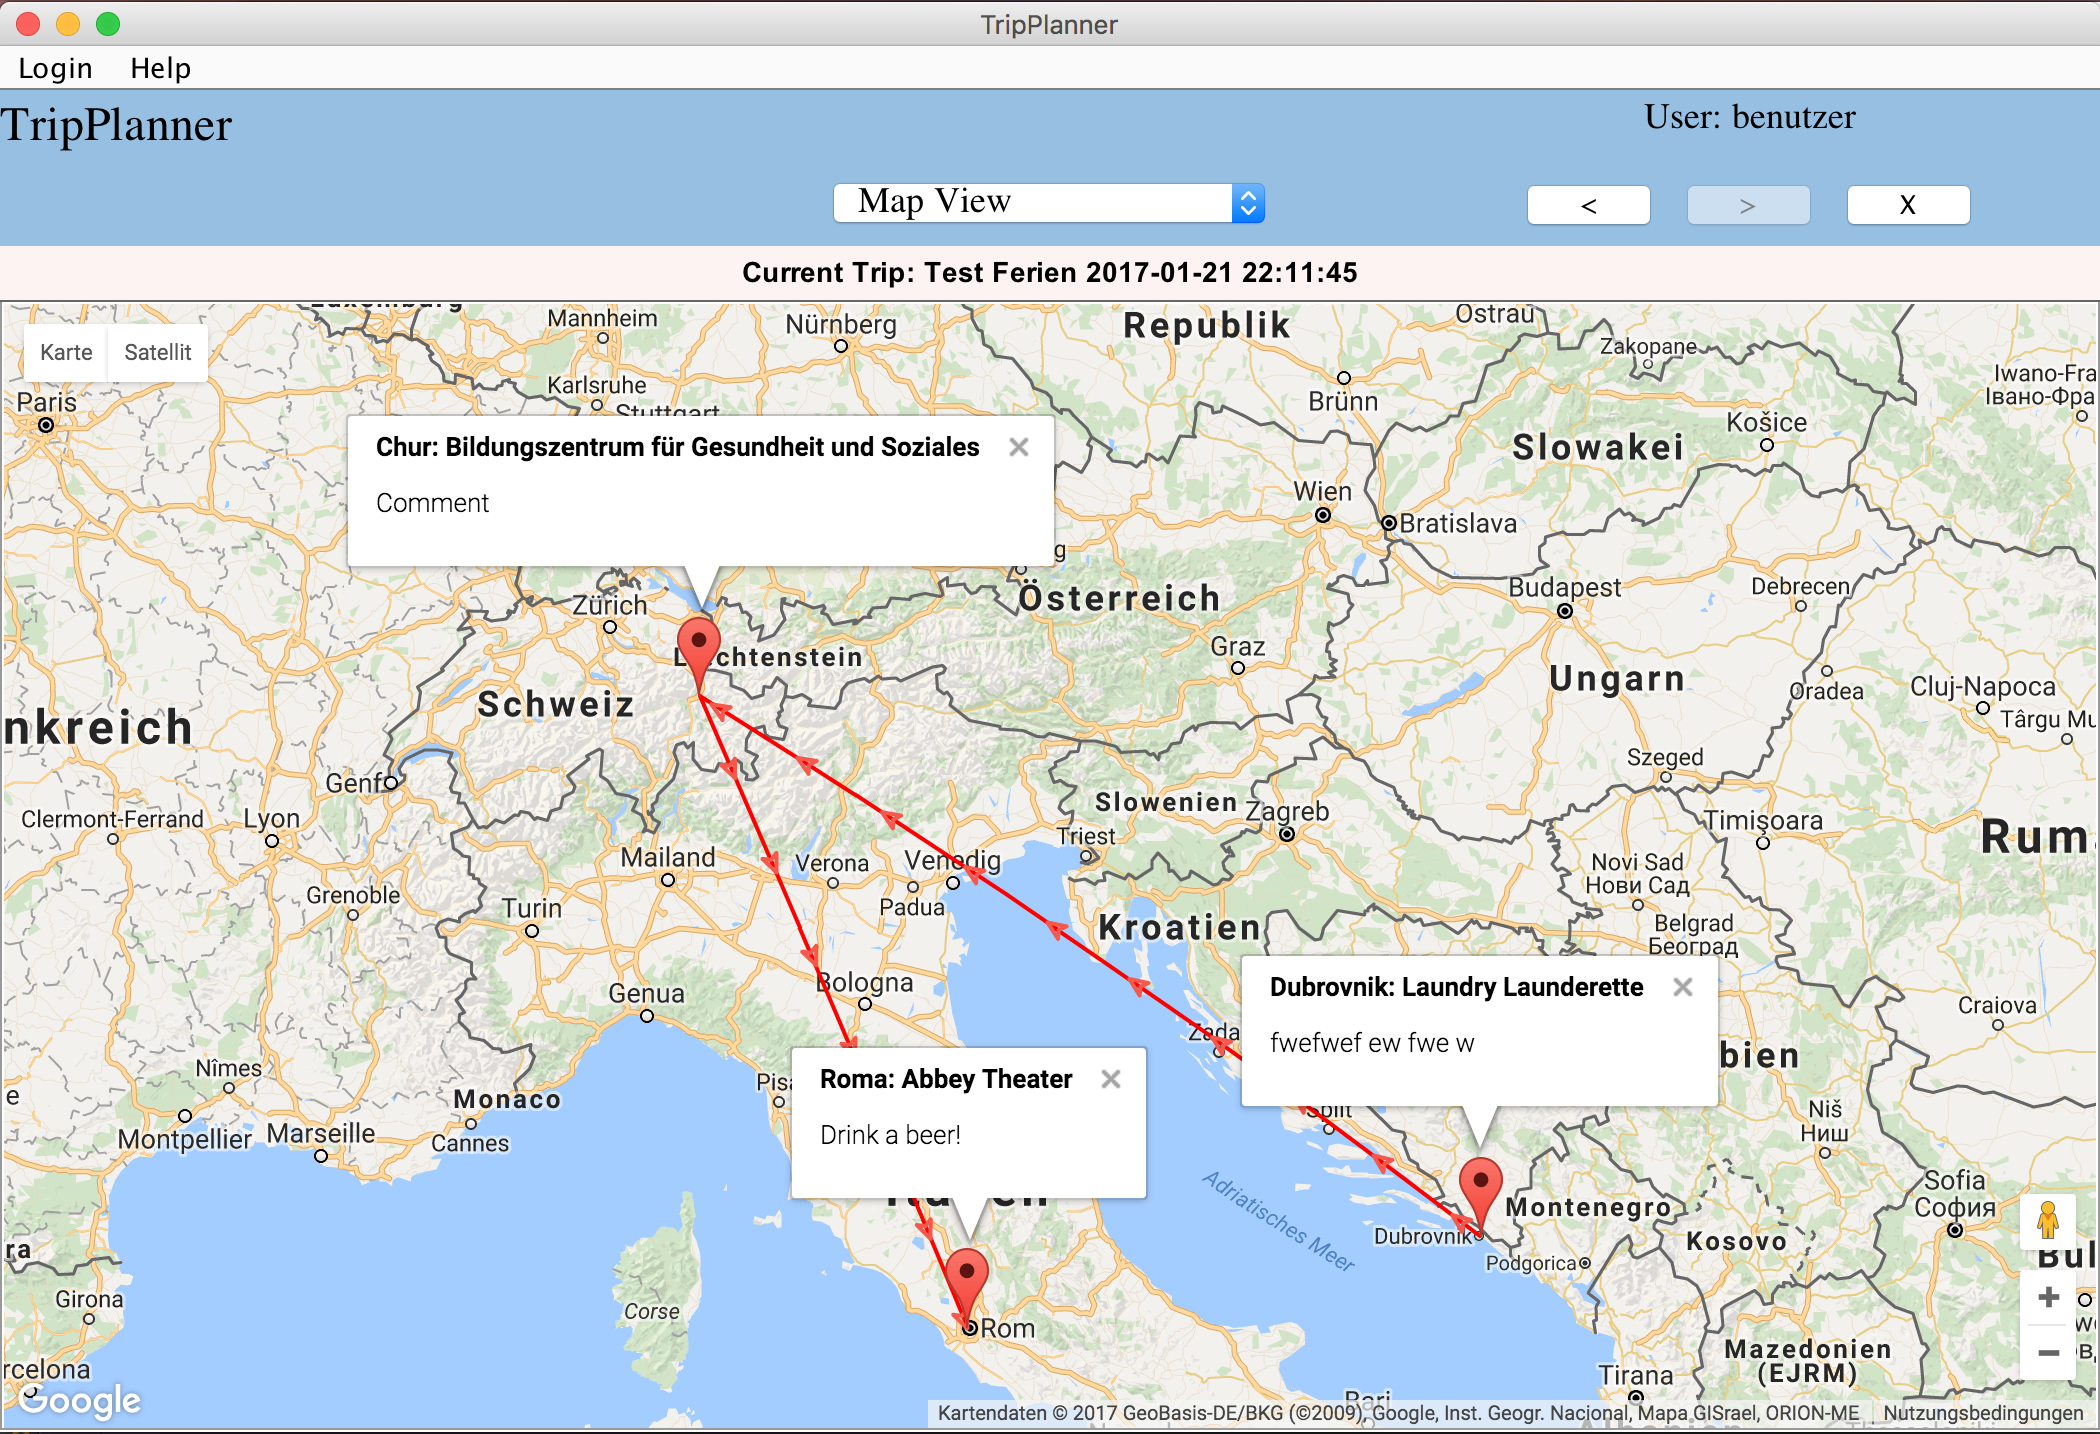 TripPlanner
Login Help
TripPlanner
User: benutzer
Map View
<
>
X
Current Trip: Test Ferien 2017-01-21 22:11:45
Karte Satellit
Luxemburg
Mannheim
Nürnberg
Republik
Ostrau
Zakopane
Iwano-Fra
Івано-Фра
Karlsruhe
Stuttgart
Paris
Brünn
Košice
Slowakei
Chur: Bildungszentrum für Gesundheit und Soziales
Comment
Wien
Bratislava
g
Zürich
Österreich
Budapest
Debrecen
Graz
Liechtenstein
Schweiz
Ungarn
Oradea
Cluj-Napoca
Târgu Mu
nkreich
Genf
Szeged
Slowenien
Zagreb
Clermont-Ferrand
Lyon
Triest
Timișoara
Rum
Mailand
Verona
Venedig
Novi Sad
Нови Сад
Grenoble
Turin
Padua
Kroatien
Belgrad
Београд
Bologna
Genua
Dubrovnik: Laundry Launderette
fwefwef ew fwe w
Craiova
Zada
bien
Nîmes
e
Pisa
Monaco
Roma: Abbey Theater
Drink a beer!
Split
Niš
Ниш
Montpellier
Marseille
Cannes
Adriatisches Meer
Montenegro
Sofia
София
Dubrovnik
Podgorica
Kosovo
ra
Bul
Girona
Corse
Rom
+
−
Mazedonien
(EJRM)
Tirana
rcelona
Bari
Google
Kartendaten © 2017 GeoBasis-DE/BKG (©2009), Google, Inst. Geogr. Nacional, Mapa GISrael, ORION-ME
Nutzungsbedingungen